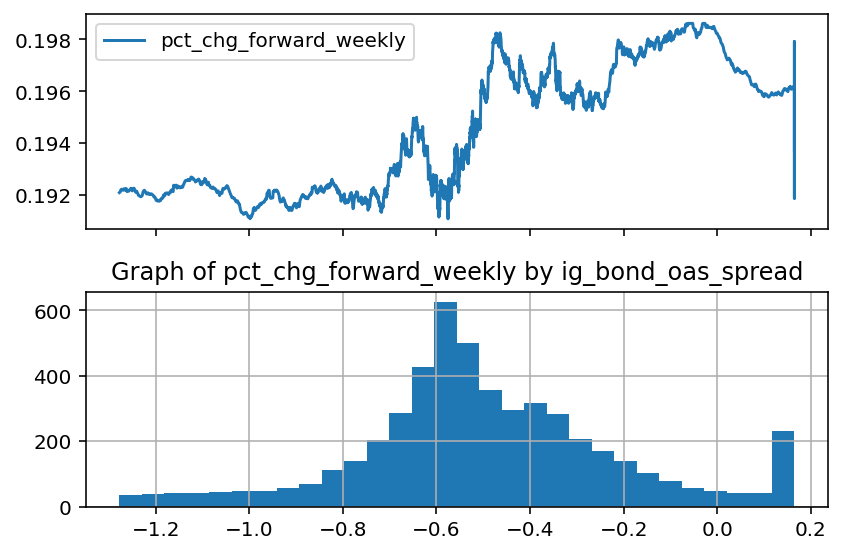 0.198
pct_chg_forward_weekly
0.196
0.194
0.192
Graph of pct_chg_forward_weekly by ig_bond_oas_spread
600
400
200
0
−1.2 −1.0 −0.8 −0.6 −0.4 −0.2 0.0 0.2